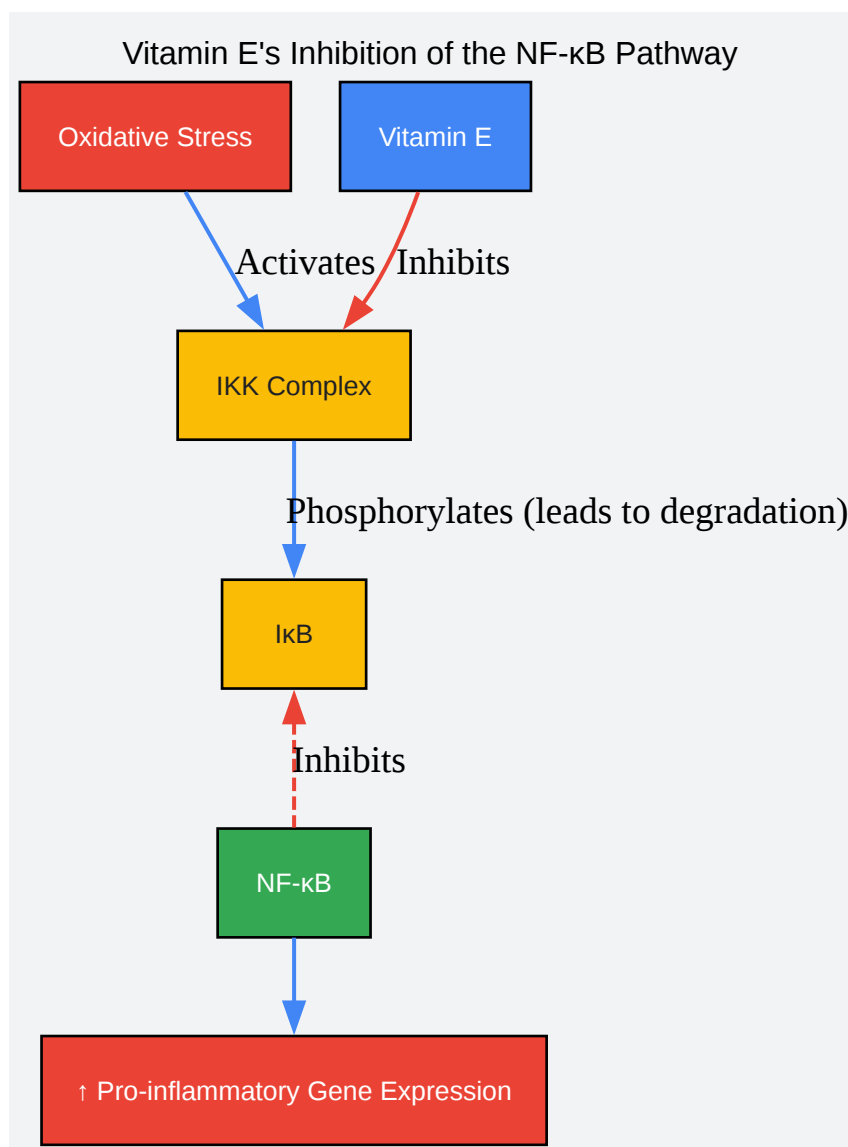 Vitamin E's Inhibition of the NF-κB Pathway
Oxidative Stress
Vitamin E
Activates
Inhibits
IKK Complex
Phosphorylates (leads to degradation)
IκB
Inhibits
NF-κB
↑ Pro-inflammatory Gene Expression